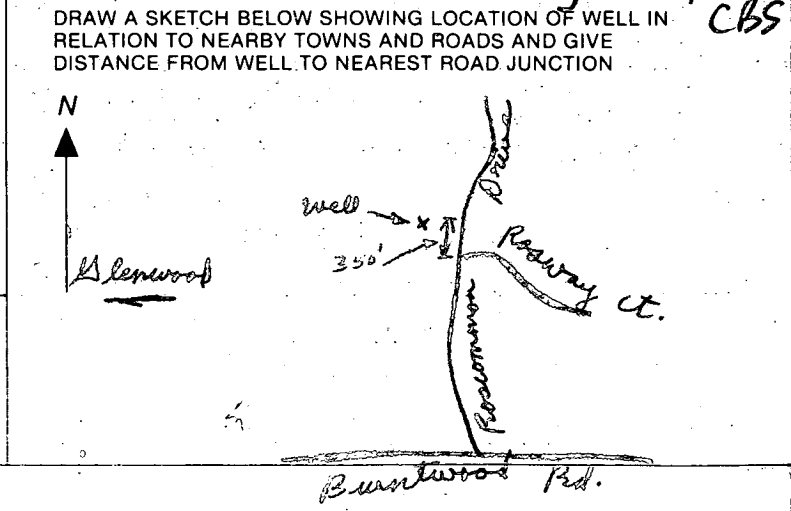 CBS
DRAW A SKETCH BELOW SHOWING LOCATION OF WELL IN
RELATION TO NEARBY TOWNS AND ROADS AND GIVE
DISTANCE FROM WELL TO NEAREST ROAD JUNCTION
N
Drive
well
x
350'
Roscommon
Glenwood
Ct.
Burntwood Rd.